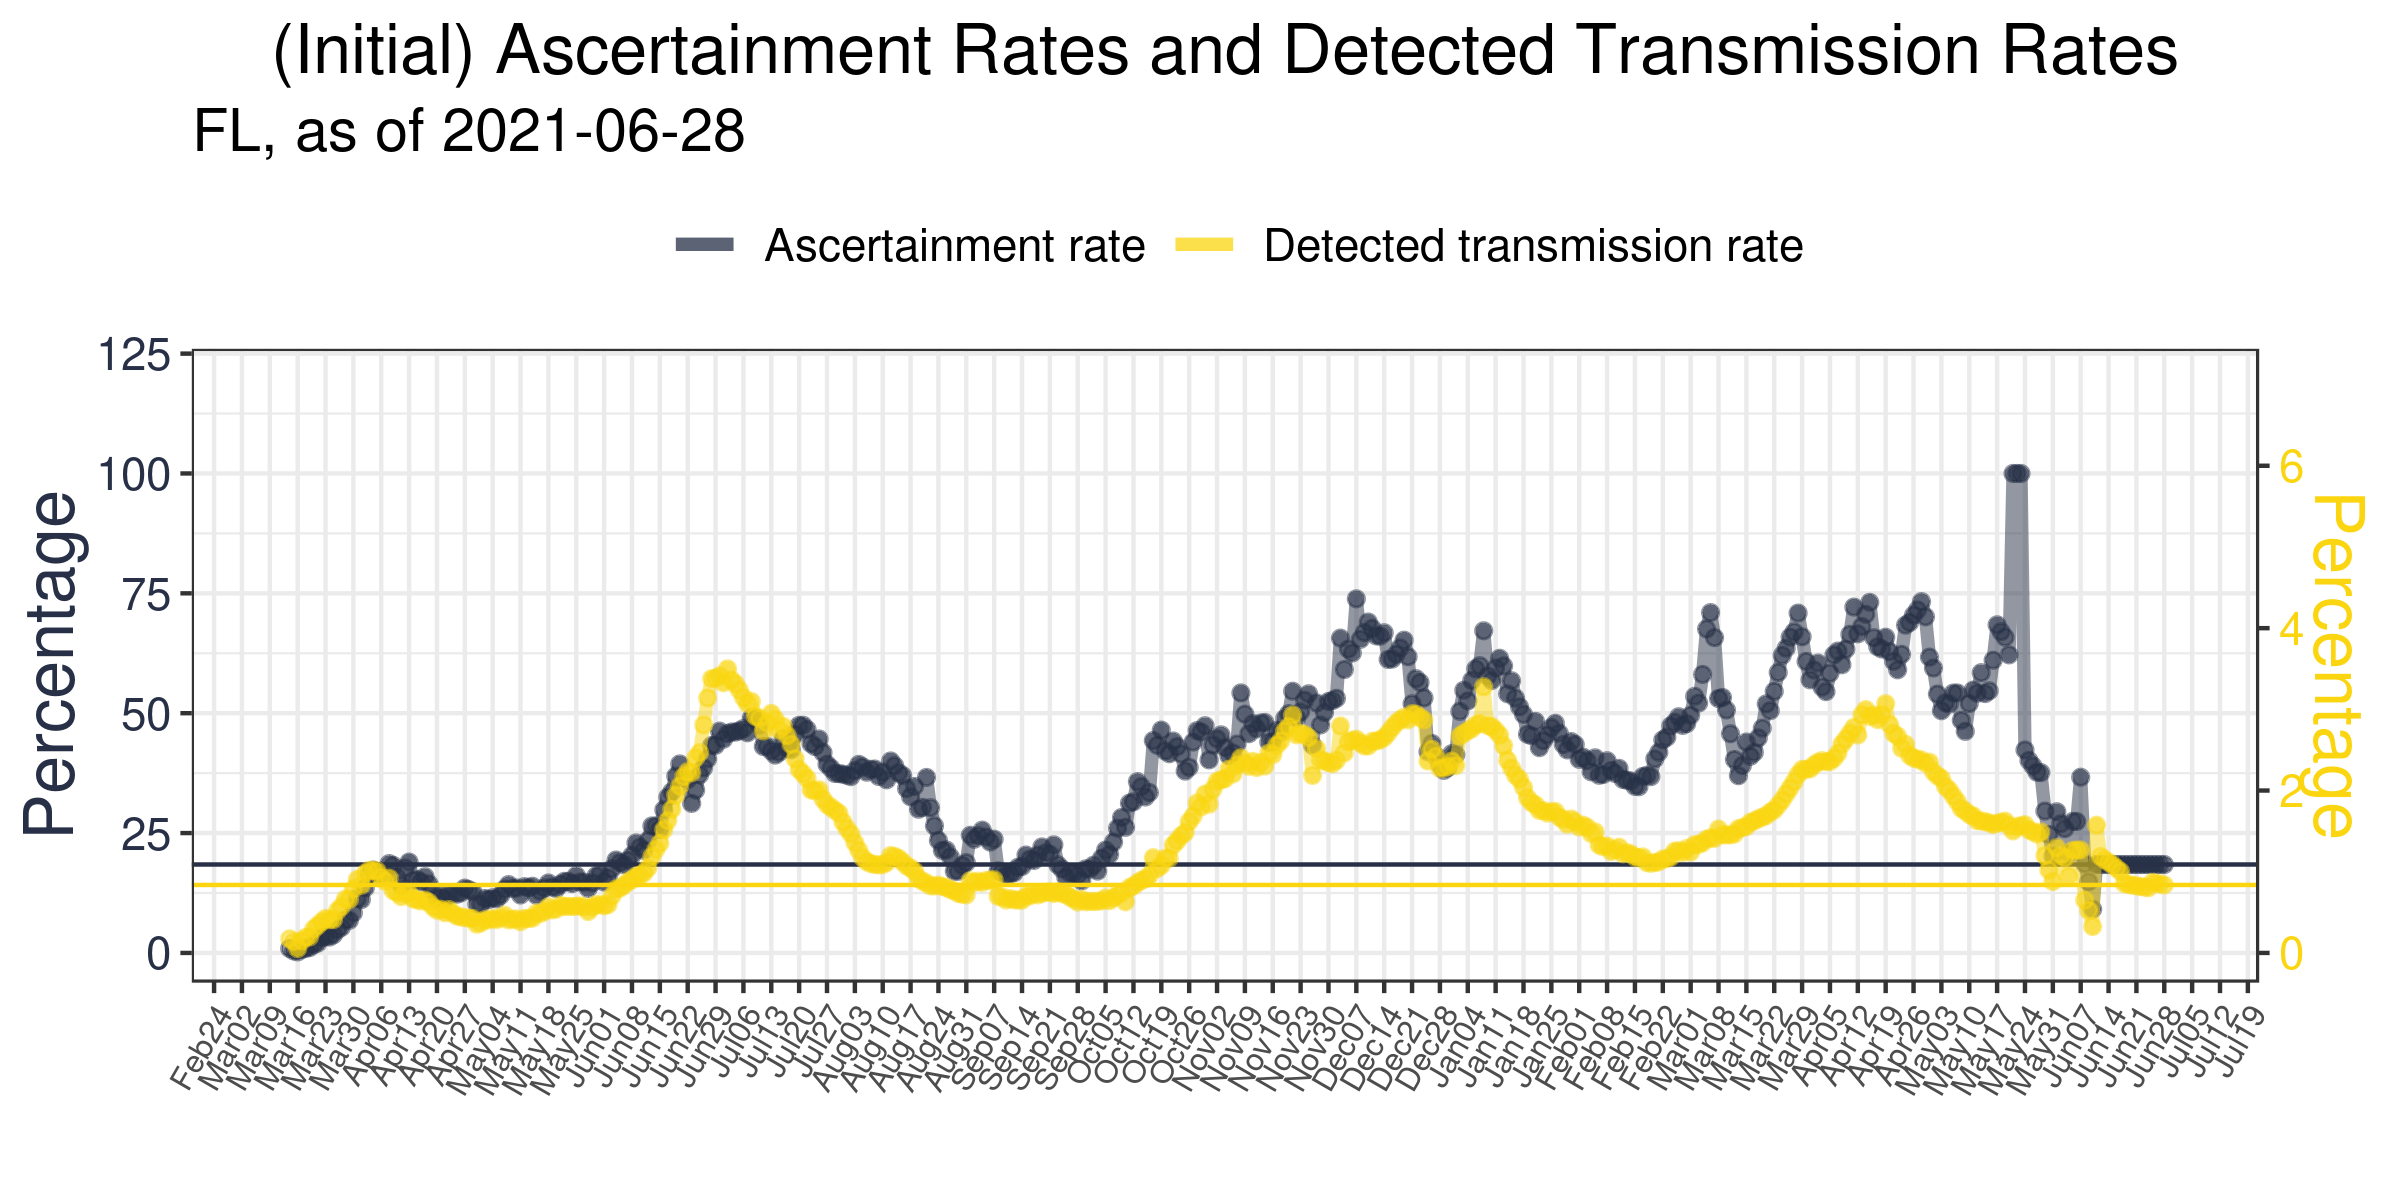 (Initial) Ascertainment Rates and Detected Transmission Rates
FL, as of 2021-06-28
Ascertainment rate
Detected transmission rate
Percentage
125
100
75
50
25
0
6
4
2
0
Percentage
Feb24
Mar02
Mar09
Mar16
Mar23
Mar30
Apr06
Apr13
Apr20
Apr27
May04
May11
May18
May25
Jun01
Jun08
Jun15
Jun22
Jun29
Jul06
Jul13
Jul20
Jul27
Aug03
Aug10
Aug17
Aug24
Aug31
Sep07
Sep14
Sep21
Sep28
Oct05
Oct12
Oct19
Oct26
Nov02
Nov09
Nov16
Nov23
Nov30
Dec07
Dec14
Dec21
Dec28
Jan04
Jan11
Jan18
Jan25
Feb01
Feb08
Feb15
Feb22
Mar01
Mar08
Mar15
Mar22
Mar29
Apr05
Apr12
Apr19
Apr26
May03
May10
May17
May24
May31
Jun07
Jun14
Jun21
Jun28
Jul05
Jul12
Jul19